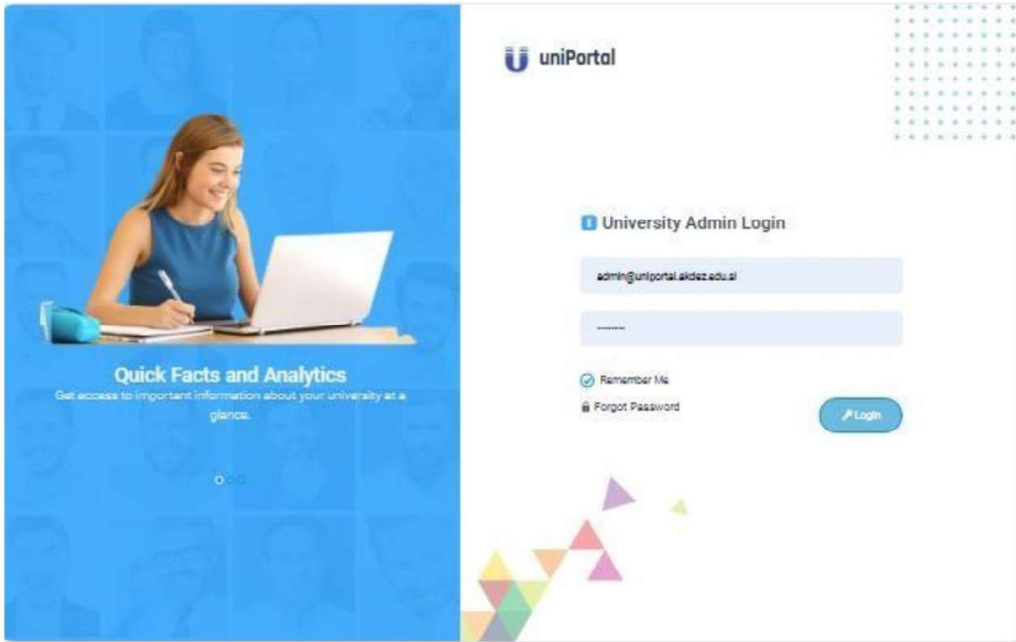 uniPortal
University Admin Login
admin@uniportal.akdez.edu.sl
--------
Remember Me
Forgot Password
Login
Quick Facts and Analytics
Get access to important information about your university at a
glance.